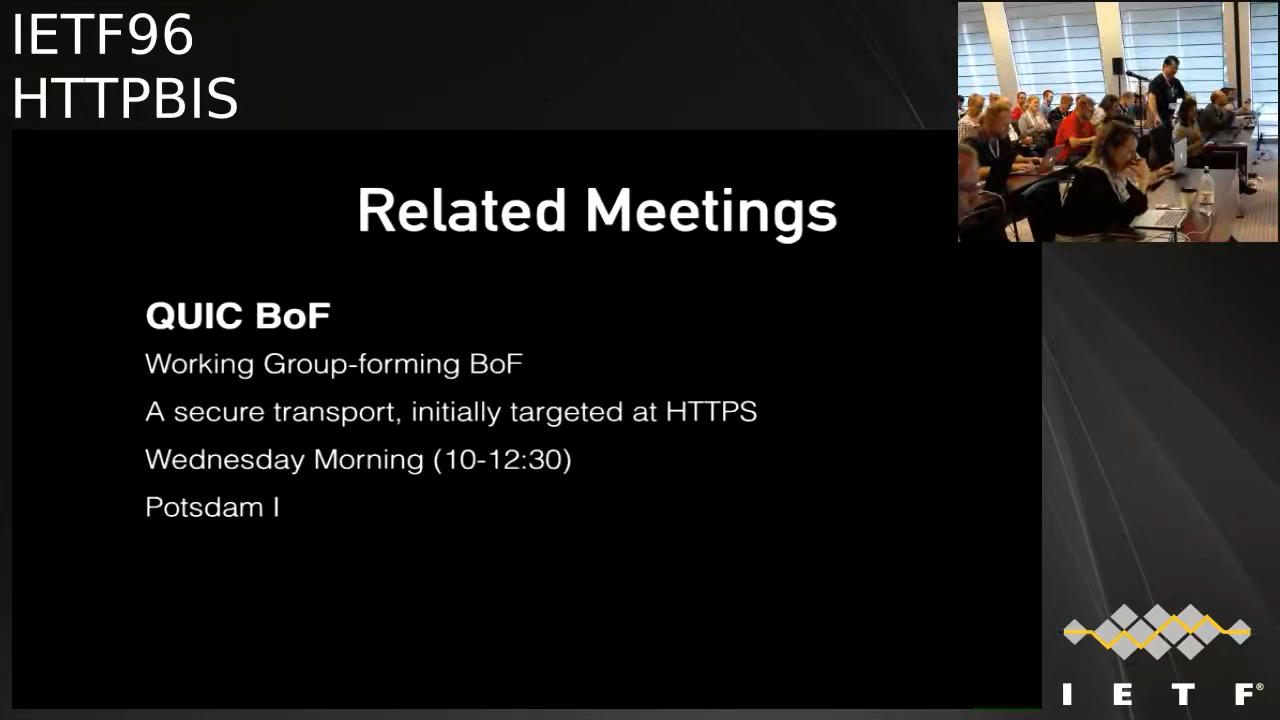 IETF96
HTTPBIS
Related Meetings
QUIC BoF
Working Group-forming BoF
A secure transport, initially targeted at HTTPS
Wednesday Morning (10-12:30)
Potsdam I
I E T F®